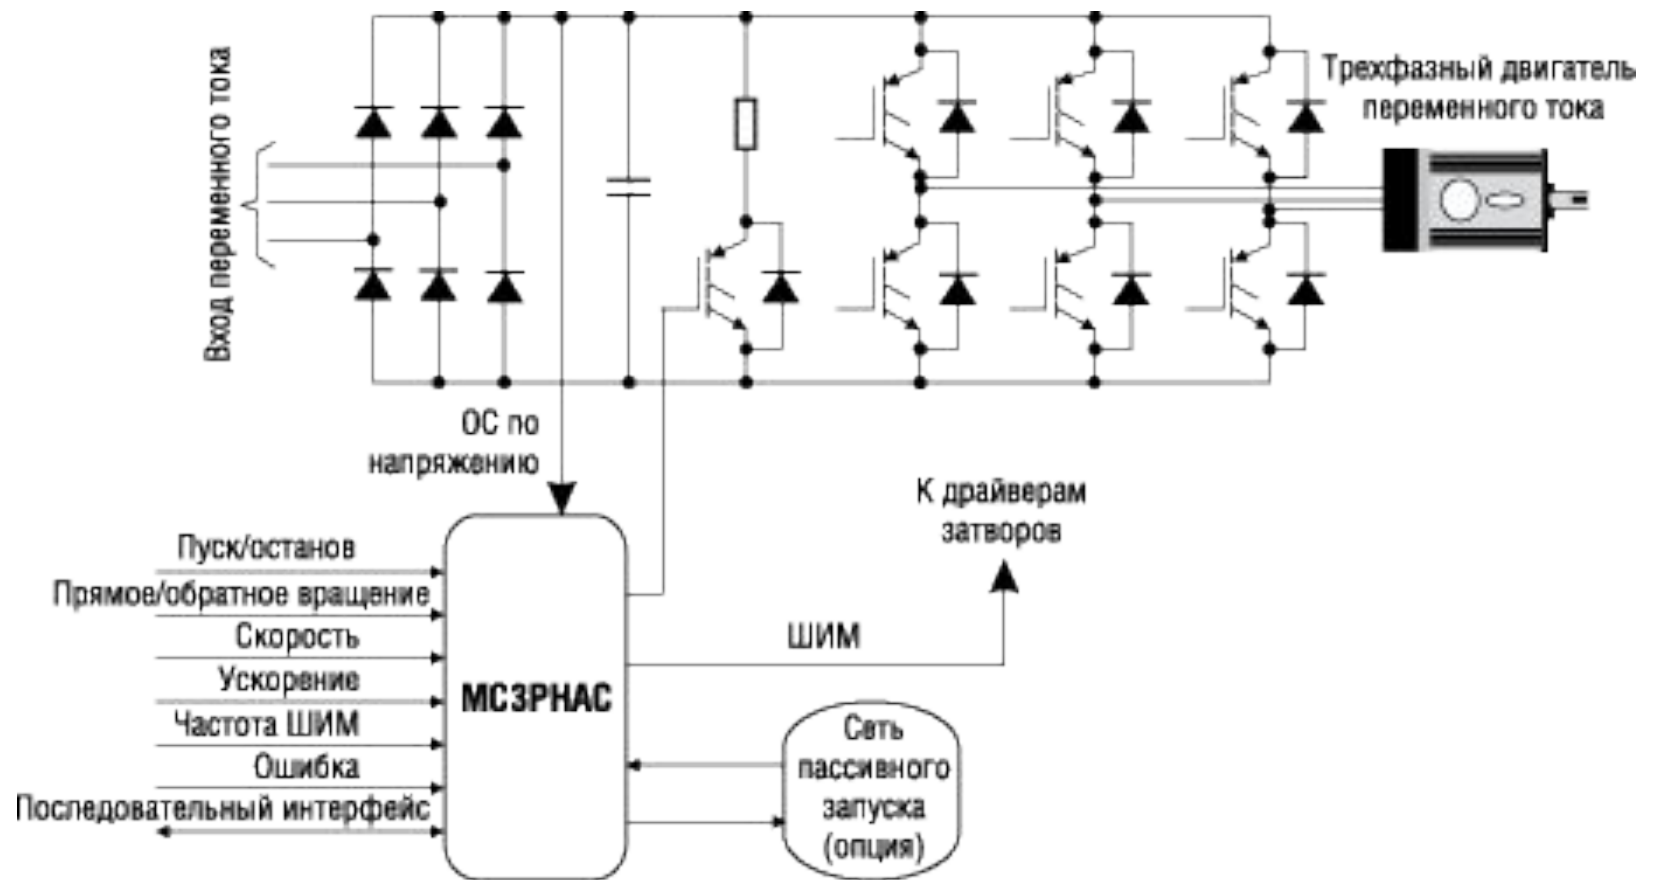 Вход переменного тока
Трехфазный двигатель
переменного тока
ОС по
напряжению
К драйверам
затворов
Пуск/останов
Прямое/обратное вращение
Скорость
Ускорение
Частота ШИМ
Ошибка
Последовательный интерфейс
MC3PHAC
ШИМ
Сеть
пассивного
запуска
(опция)